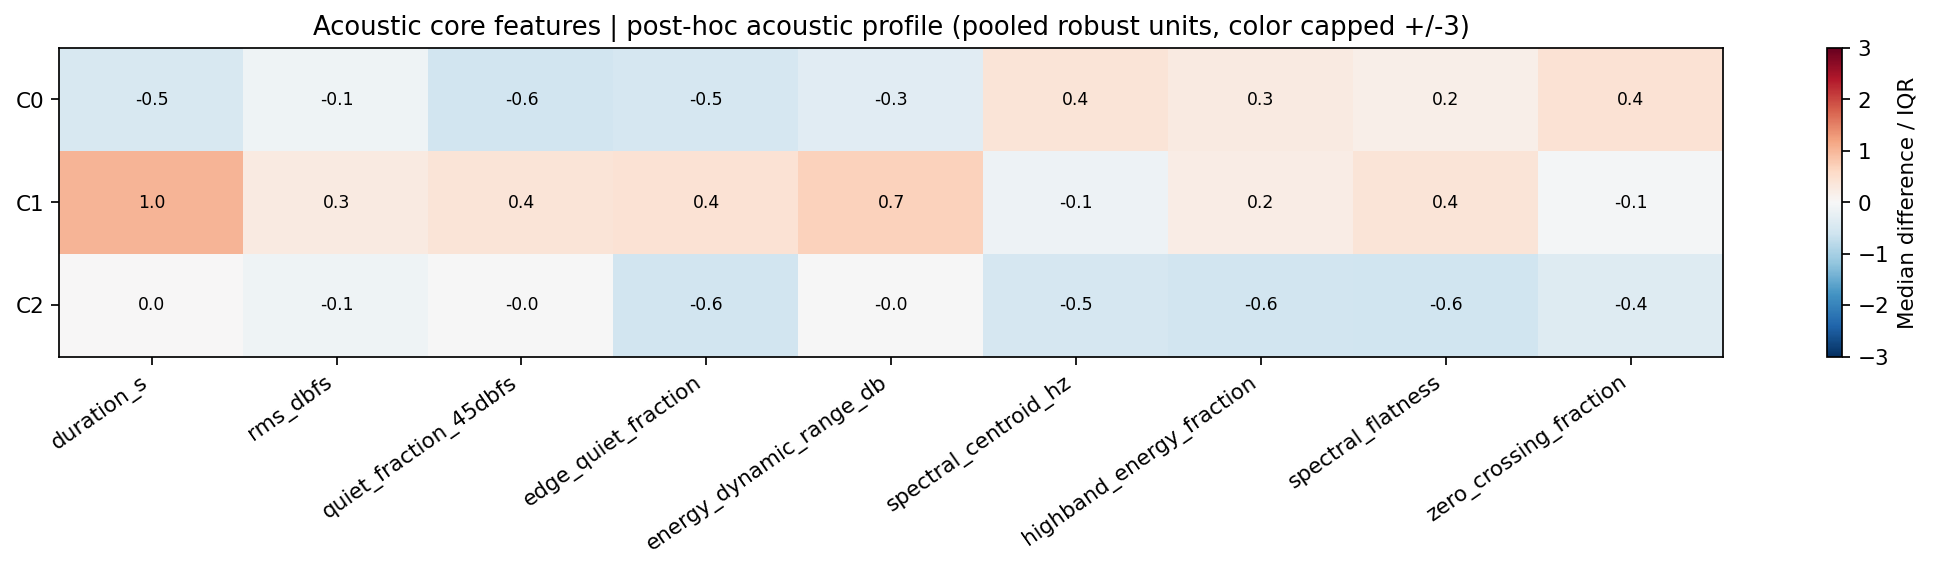 Acoustic core features | post-hoc acoustic profile (pooled robust units, color capped +/-3)
C0 -0.5 -0.1 -0.6 -0.5 -0.3 0.4 0.3 0.2 0.4
C1 1.0 0.3 0.4 0.4 0.7 -0.1 0.2 0.4 -0.1
C2 0.0 -0.1 -0.0 -0.6 -0.0 -0.5 -0.6 -0.6 -0.4
duration_s
rms_dbfs
quiet_fraction_45dbfs
edge_quiet_fraction
energy_dynamic_range_db
spectral_centroid_hz
highband_energy_fraction
spectral_flatness
zero_crossing_fraction
3
2
1
0
−1
−2
−3
Median difference / IQR